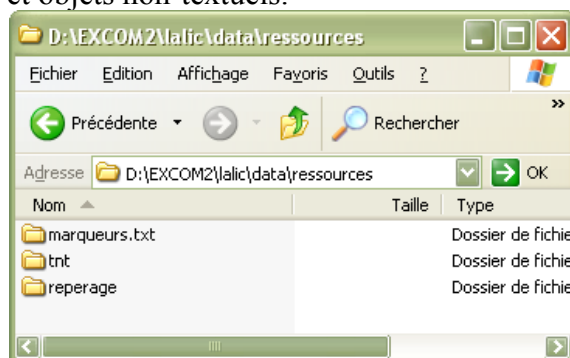 et objets non-textuels.
D:\EXCOM2\lalic\data\ressources
Fichier Edition Affichage Favoris Outils ?
Précédente Rechercher »
Adresse D:\EXCOM2\lalic\data\ressources OK
Nom Taille Type
marqueurs.txt Dossier de fichie
tnt Dossier de fichie
reperage Dossier de fichie